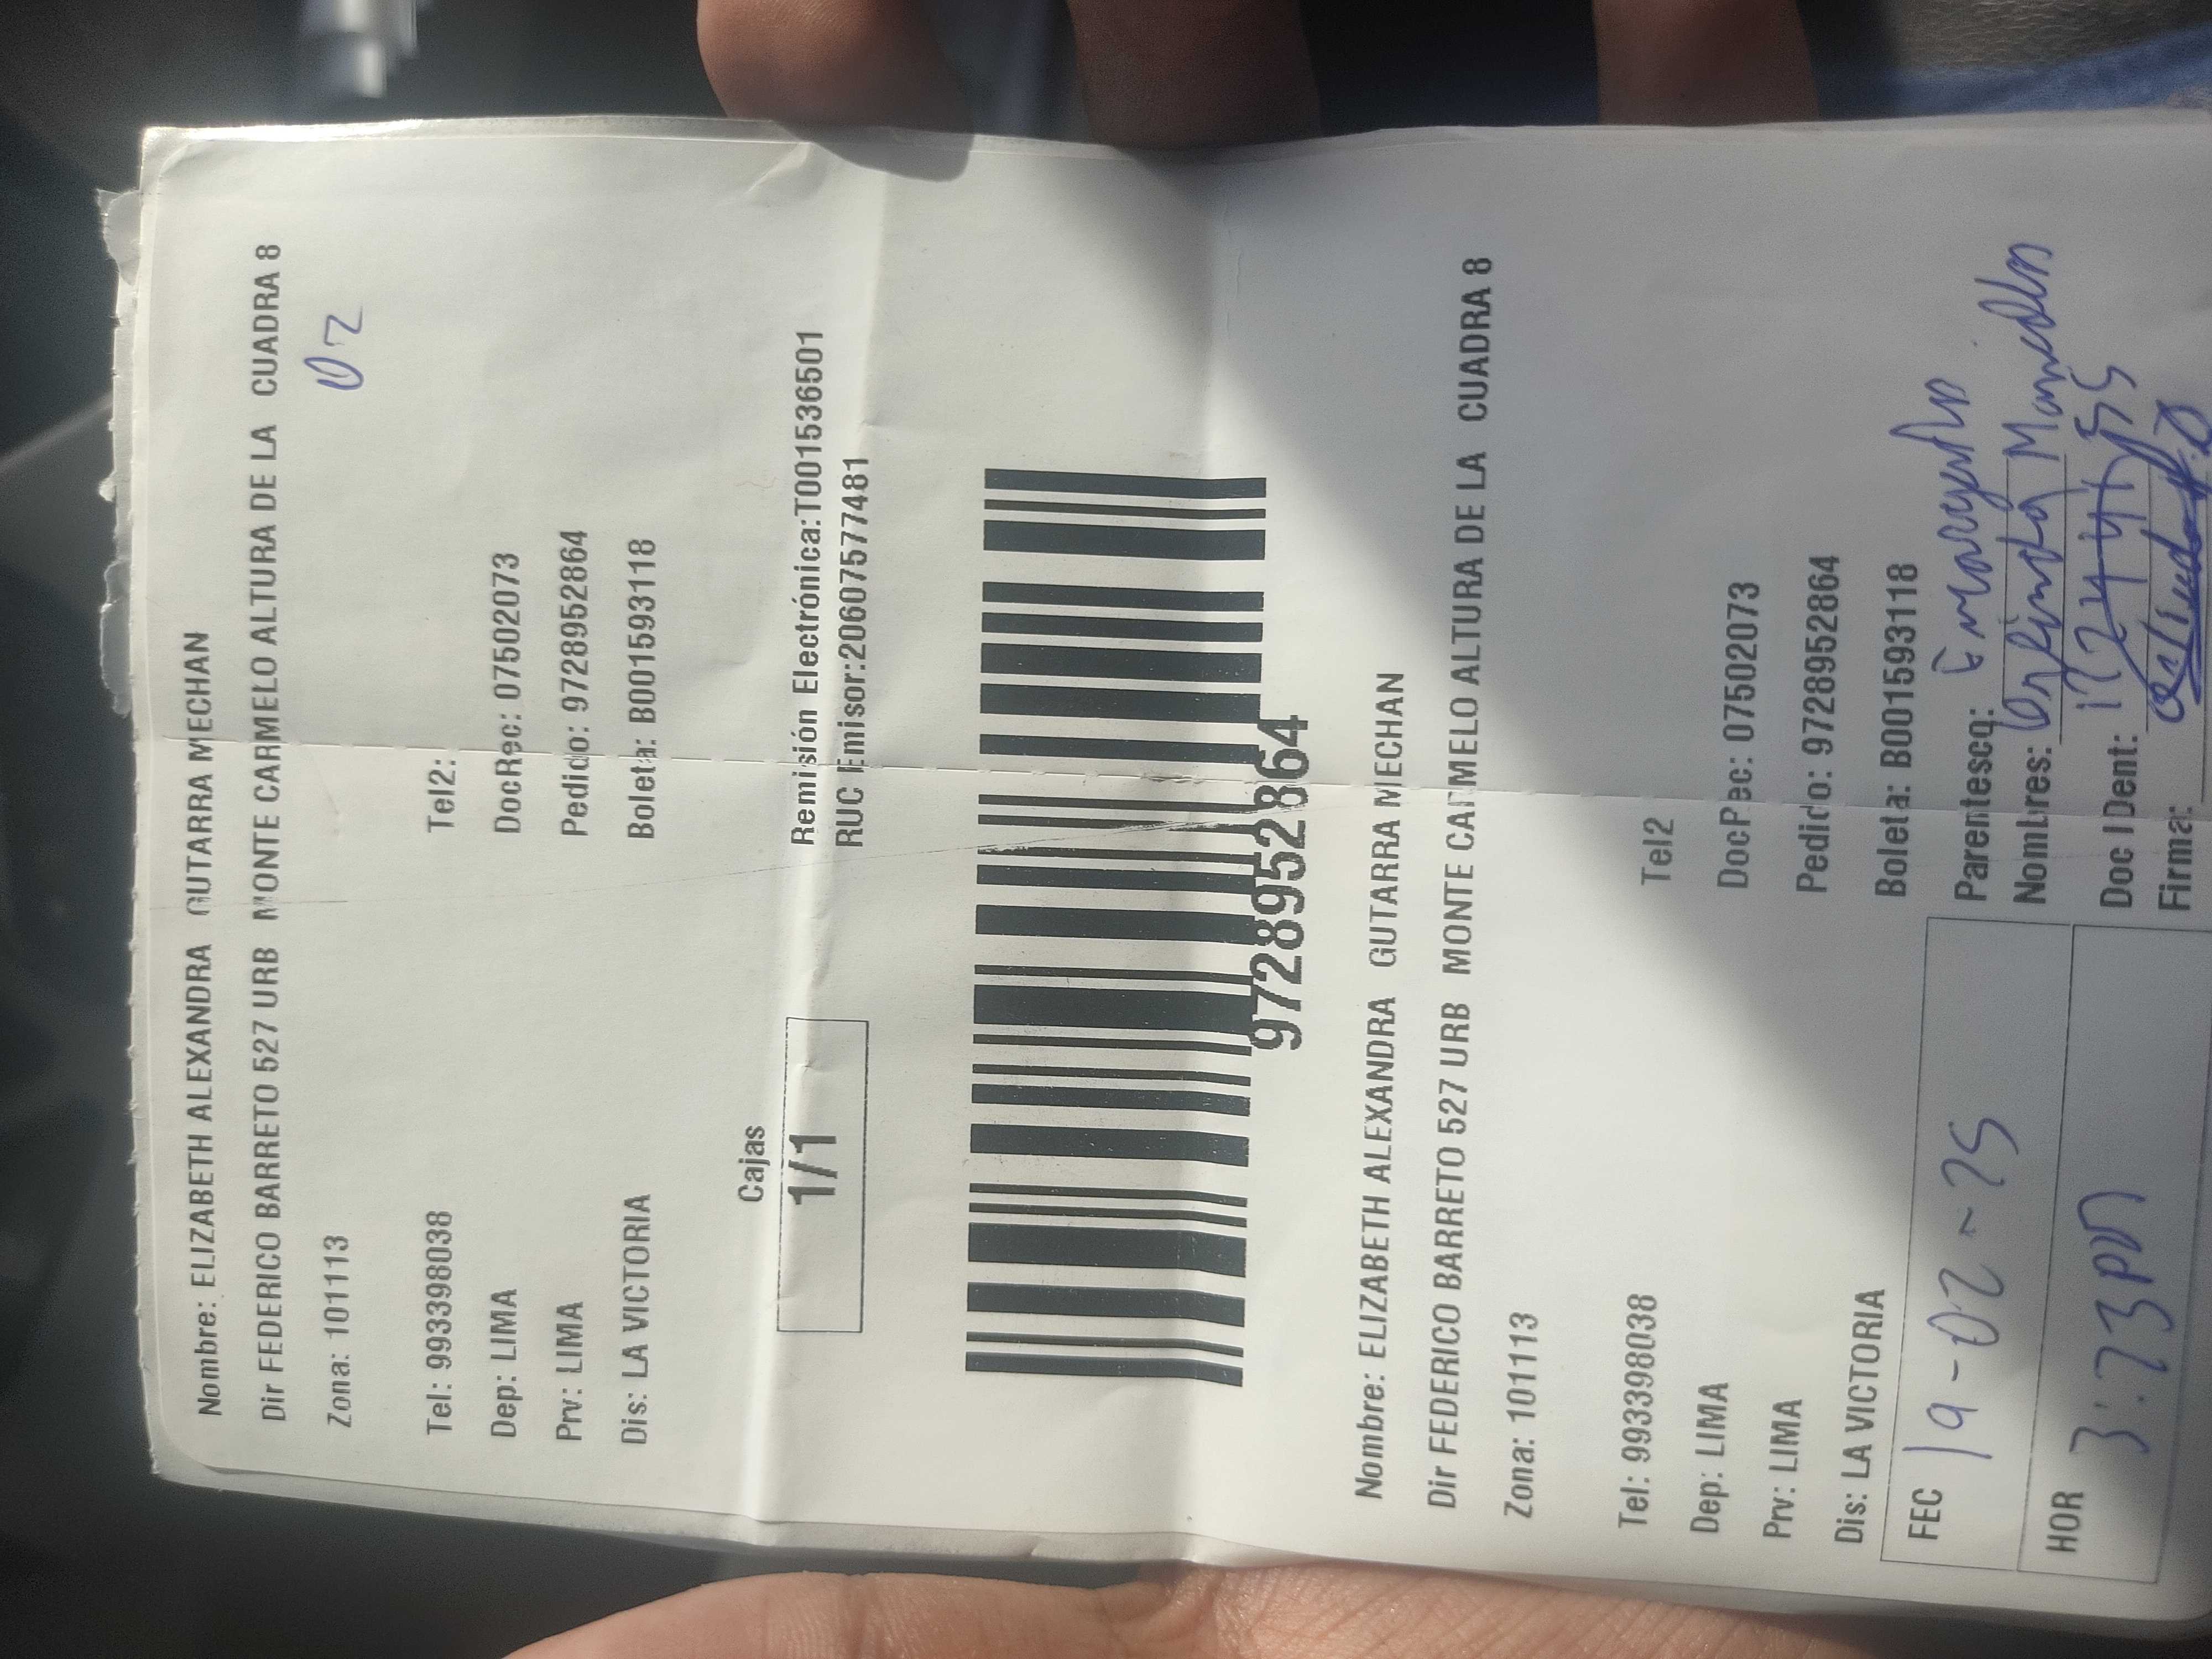 Nombre: ELIZABETH ALEXANDRA GUTARRA MECHAN
Dir FEDERICO BARRETO 527 URB MONTE CARMELO ALTURA DE LA CUADRA 8
Zona: 101113
02
Tel: 993398038 Tel2:
Dep: LIMA DocRec: 07502073
Prv: LIMA Pedido: 9728952864
Dis: LA VICTORIA Boleta: B001593118
Cajas
1/1
Remisión Electrónica:T001536501
RUC Emisor:20607577481
9728952864
Nombre: ELIZABETH ALEXANDRA GUTARRA MECHAN
Dir FEDERICO BARRETO 527 URB MONTE CARMELO ALTURA DE LA CUADRA 8
Zona: 101113
Tel: 993398038 Tel2
Dep: LIMA DocRec: 07502073
Prv: LIMA Pedido: 9728952864
Dis: LA VICTORIA Boleta: B001593118
FEC 19-02-25 Parentesco:
HOR 3:23pm Nombres:
Doc IDent:
Firma: